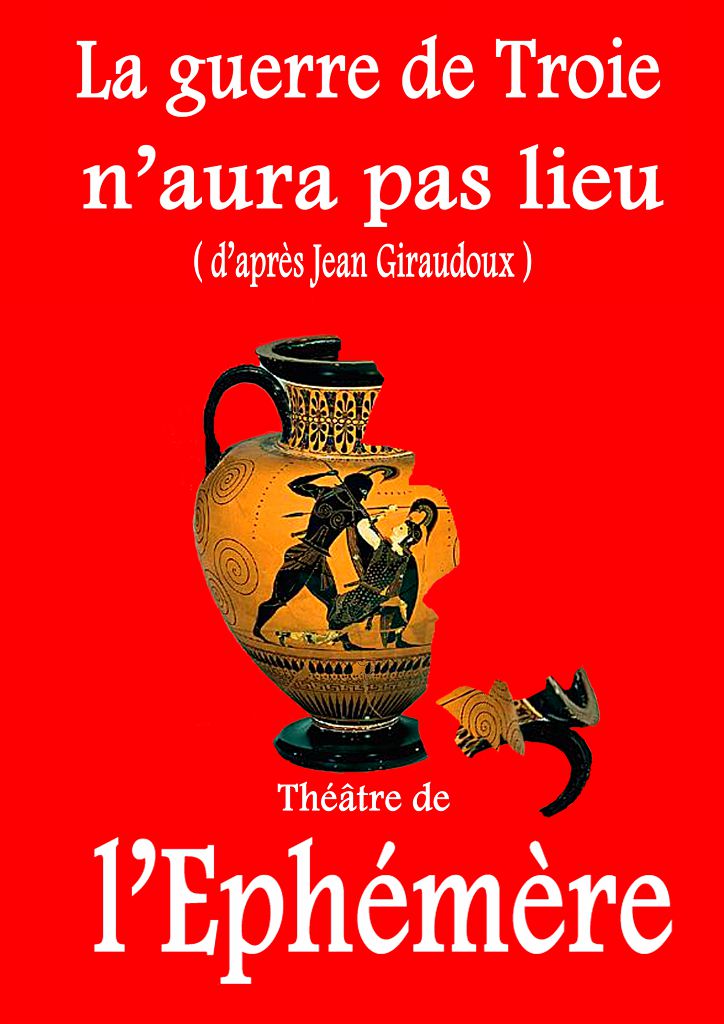 La guerre de Troie
n'aura pas lieu
( d'après Jean Giraudoux )
Théâtre de
l'Ephémère